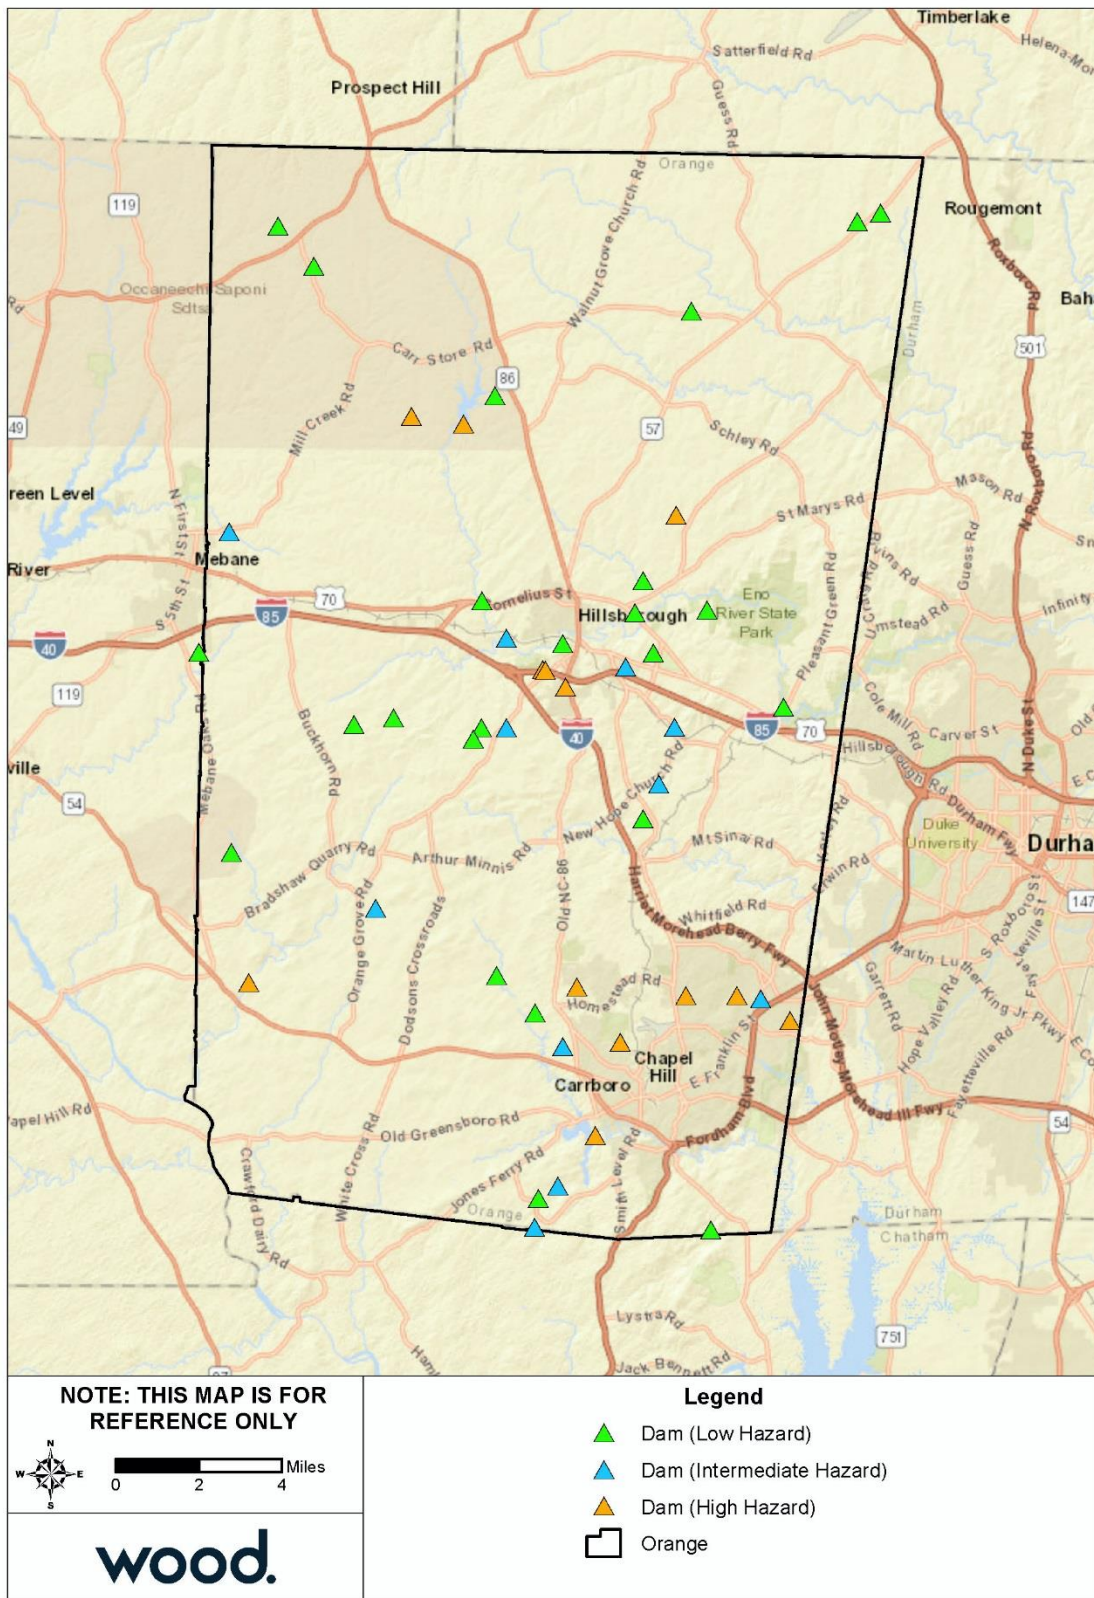 Timberlake
Helena-Mor
Satterfield Rd
Prospect Hill
Guess Rd
Orange
119
Walnut Grove Church Rd
Rougemont
Roxboro Rd
Occaneechi Saponi
Sdtsa
Rd
Baha
Durham
501
Carr Store Rd
86
49
Mill Creek Rd
57
Schley Rd
reen Level
N First St
Mason Rd
St Marys Rd
N Roxboro Rd
Guess Rd
River
Mebane
S 5th St
70
85
Cornelius St
Hillsborough
Eno
River State
Park
Pleasant Green Rd
Umstead Rd
Infinity
40
119
Mebane Oaks Rd
Buckhorn Rd
40
85
70
Cole Mill Rd
Carver St
Hillsborough Rd
N Duke St
ville
54
New Hope Church Rd
Mt Sinai Rd
Kerley Rd
Erwin Rd
Duke
University
Durham Fwy
Durha
Bradshaw Quarry Rd
Arthur Minnis Rd
Old NC-86
Harriet Morehead Berry Fwy
147
Orange Grove Rd
Dodsons Crossroads
Whitfield Rd
S Roxboro St
Fayetteville St
Martin Luther King Jr Pkwy
Homestead Rd
Garrett Rd
Hope Valley Rd
E Franklin St
John Motley Morehead III Fwy
Fayetteville Rd
Chapel
Hill
Carrboro
Fordham Blvd
54
apel Hill Rd
Old Greensboro Rd
White Cross Rd
Crawford Dairy Rd
Jones Ferry Rd
Smith Level Rd
Orange
Durham
Chatham
Lystra Rd
751
Jack Bennett Rd
NOTE: THIS MAP IS FOR
REFERENCE ONLY
N
W E
S
0 2 4 Miles
wood.
Legend
Dam (Low Hazard)
Dam (Intermediate Hazard)
Dam (High Hazard)
Orange